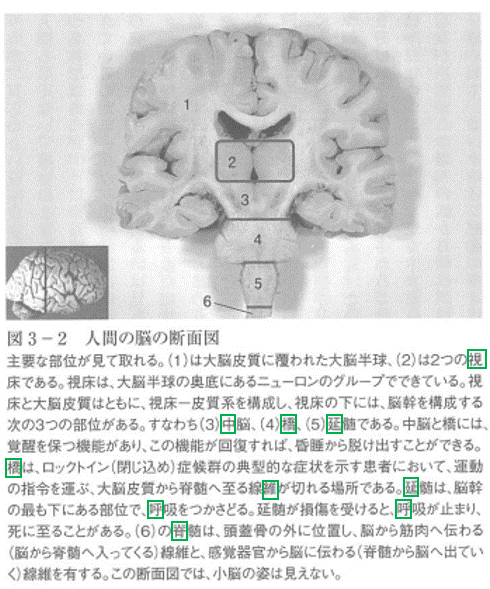 1
2
3
4
5
6
図3-2 人間の脳の断面図
主要な部位が見て取れる。(1)は大脳皮質に覆われた大脳半球、(2)は2つの視
床である。視床は、大脳半球の奥底にあるニューロンのグループでできている。視
床と大脳皮質はともに、視床ー皮質系を構成し、視床の下には、脳幹を構成する
次の3つの部位がある。すなわち(3)中脳、(4)橋、(5)延髄である。中脳と橋には、
覚醒を保つ機能があり、この機能が回復すれば、昏睡から脱け出すことができる。
橋は、ロックトイン(閉じ込め)症候群の典型的な症状を示す患者において、運動
の指令を運ぶ、大脳皮質から脊髄へ至る線維が切れる場所である。延髄は、脳幹
の最も下にある部位で、呼吸をつかさどる。延髄が損傷を受けると、呼吸が止まり、
死に至ることがある。(6)の脊髄は、頭蓋骨の外に位置し、脳から筋肉へ伝わる
(脳から脊髄へ入ってくる)線維と、感覚器官から脳に伝わる(脊髄から脳へ出てい
く)線維を有する。この断面図では、小脳の姿は見えない。